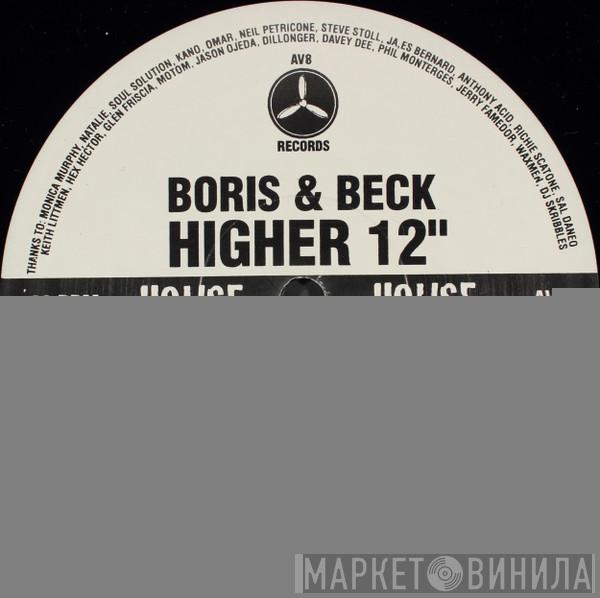 THANKS TO: MONICA MURPHY, NATALIE, SOUL SOLUTION, KANO, OMAR, NEIL PETRICONE, STEVE STOLL, JA,ES BERNARD, ANTHONY ACID, RICHIE SCATONE, SAL DANEO
KEITH LITTMEN, HEX HECTOR, GLEN FRISCIA, MOTOM, JASON OJEDA, DILLONGER, DAVEY DEE, PHIL MONTERGES, JERRY FAMEDOR, WAXMEN, DJ SKRIBBLES
AV8
RECORDS
BORIS & BECK
HIGHER 12"
HOUSE HOUSE
МАРКЕТ ВИНИЛА